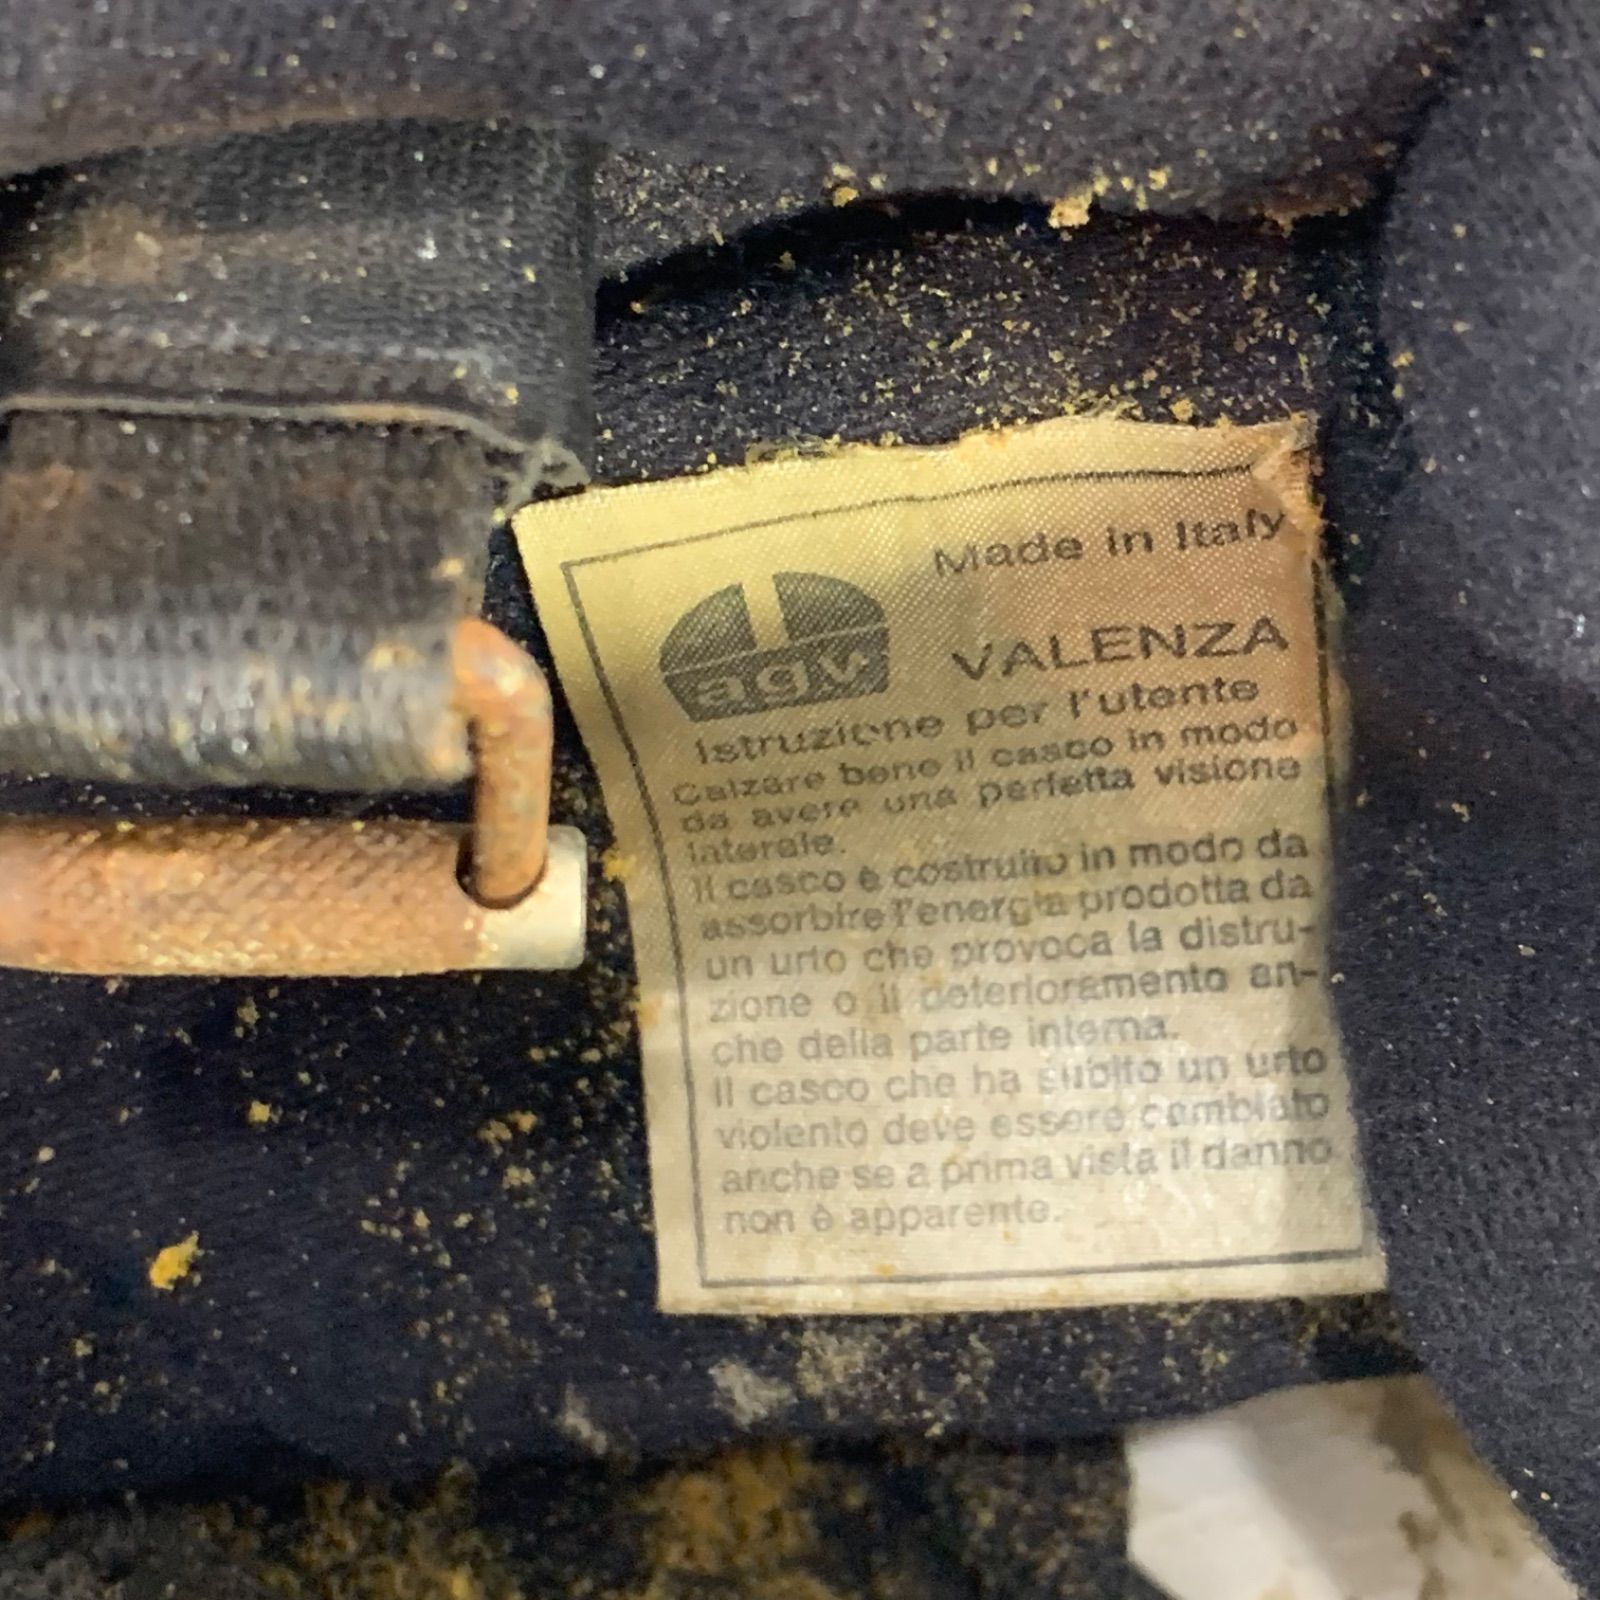 Made in Italy
agv
VALENZA
Istruzione per l'utente
Calzare bene il casco in modo
da avere una perfetta visione
laterale.
Il casco è costruito in modo da
assorbire l'energia prodotta da
un urto che provoca la distru-
zione o il deterioramento an-
che della parte interna.
Il casco che ha subito un urto
violento deve essere cambiato
anche se a prima vista il danno
non è apparente.